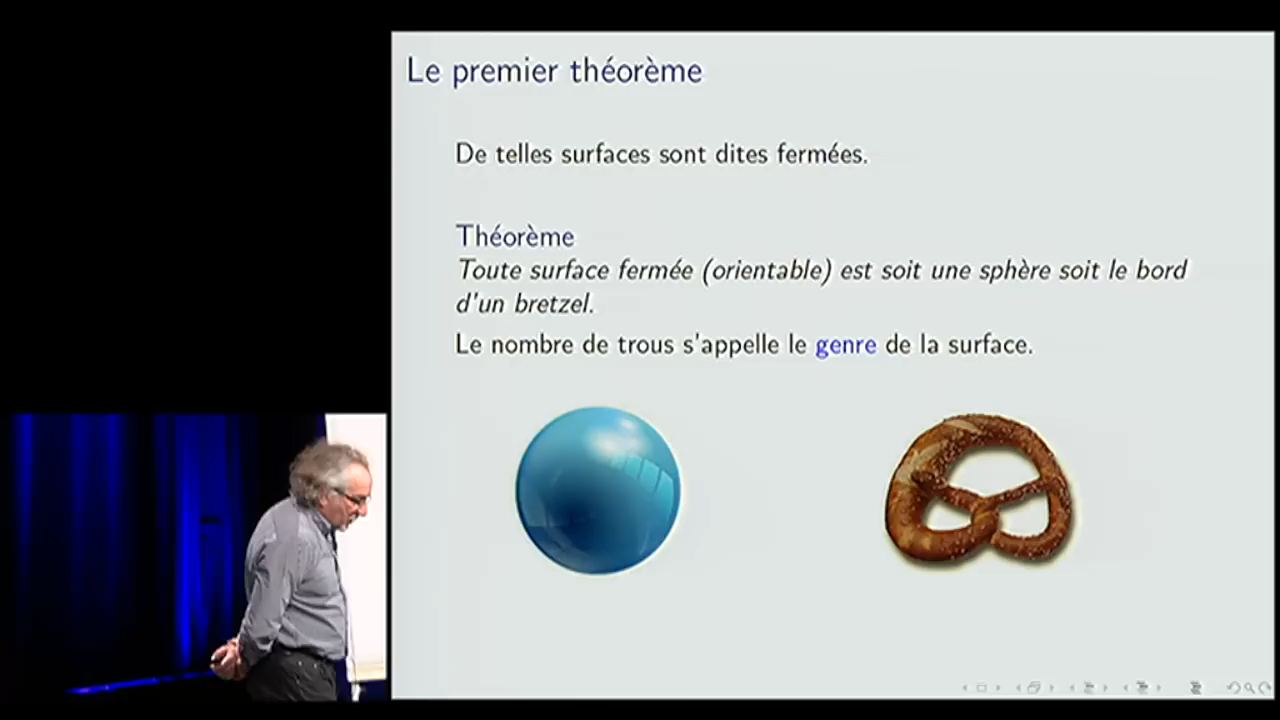 Le premier théorème
De telles surfaces sont dites fermées.
Théorème
Toute surface fermée (orientable) est soit une sphère soit le bord
d'un bretzel.
Le nombre de trous s'appelle le genre de la surface.